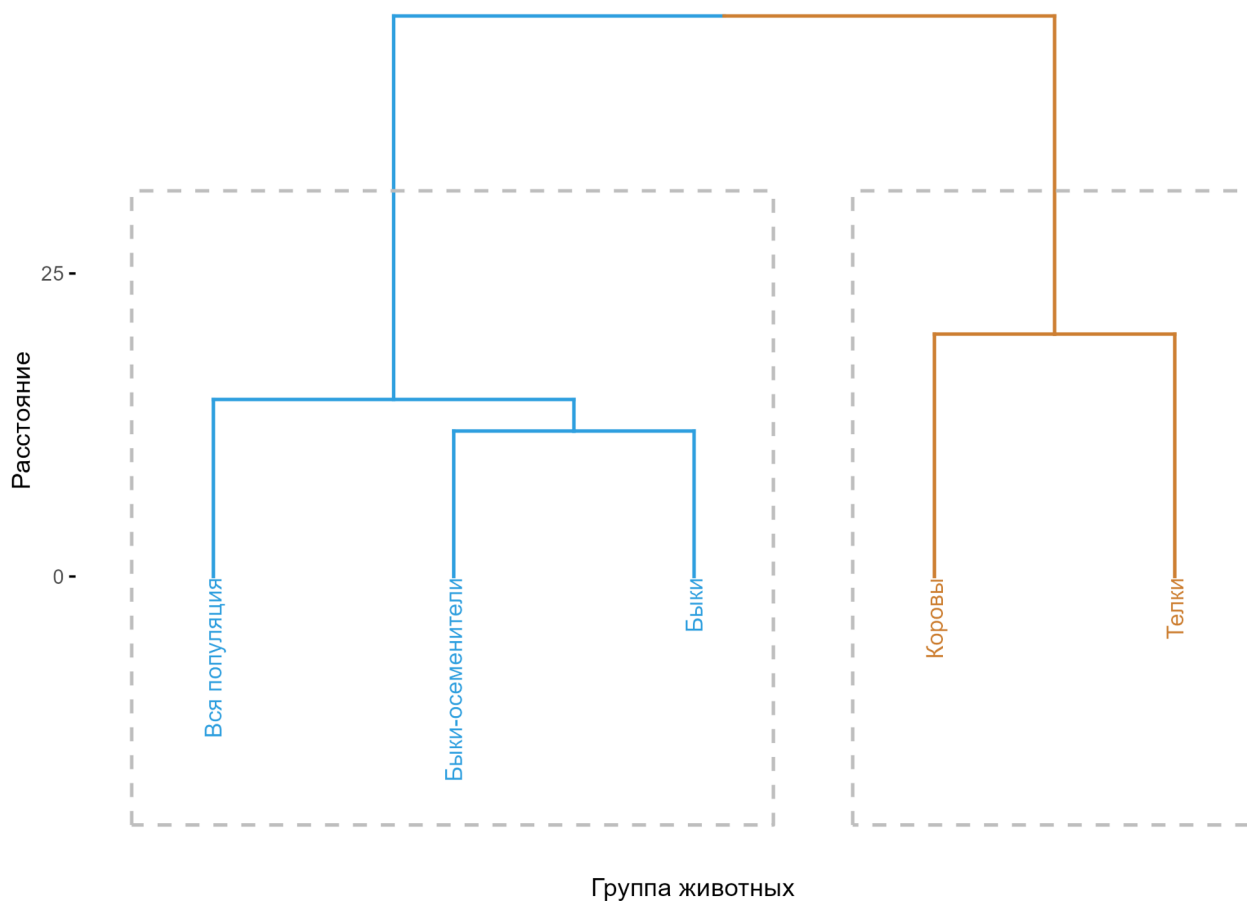 25
Расстояние
0
Вся популяция
Быки-осеменители
Быки
Коровы
Телки
Группа животных